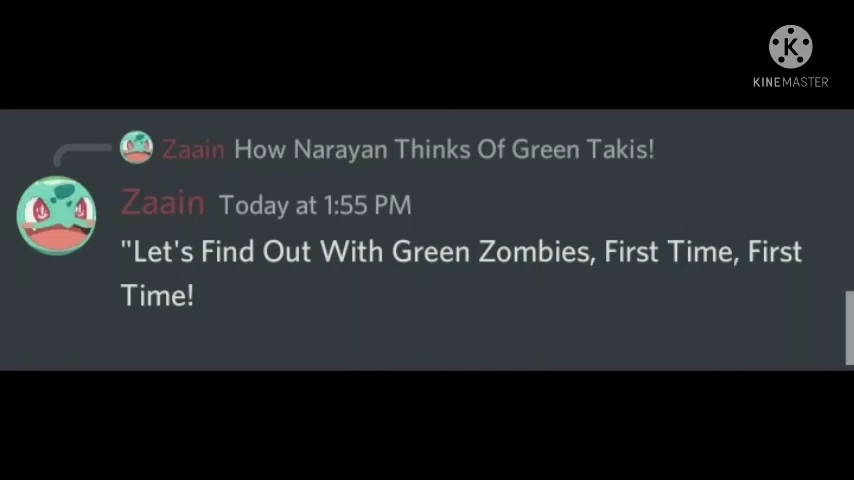 KINEMASTER
Zaain How Narayan Thinks Of Green Takis!
Zaain Today at 1:55 PM
"Let's Find Out With Green Zombies, First Time, First
Time!